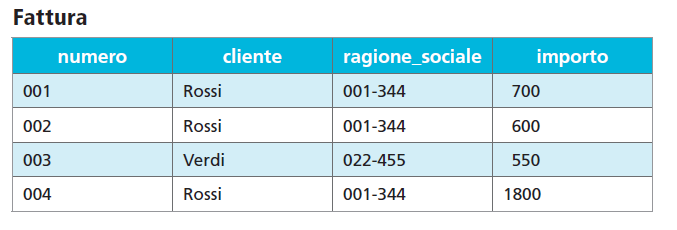 Fattura
numero cliente ragione_sociale importo
001 Rossi 001-344 700
002 Rossi 001-344 600
003 Verdi 022-455 550
004 Rossi 001-344 1800